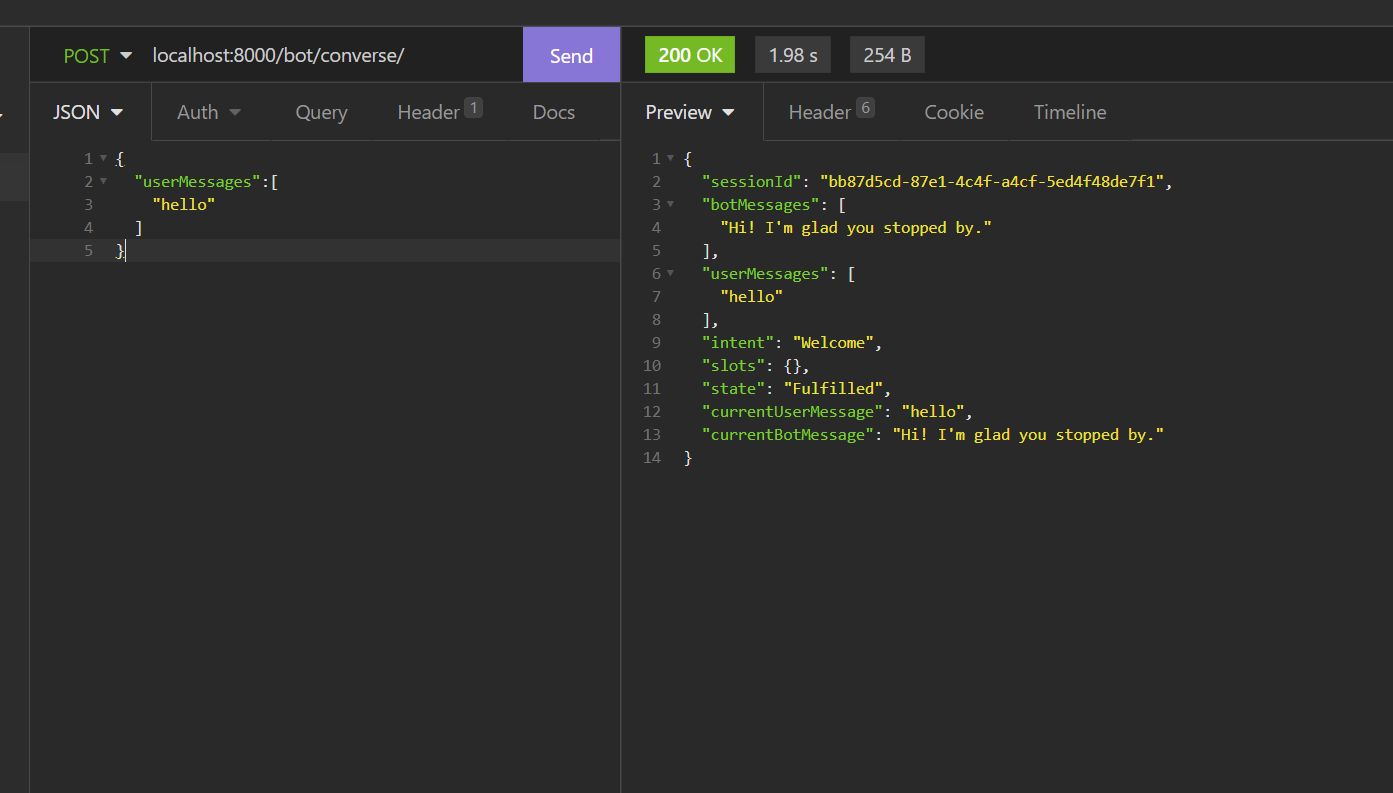 POST localhost:8000/bot/converse/ Send 200 OK 1.98 s 254 B
JSON Auth Query Header 1 Docs Preview Header 6 Cookie Timeline
1 {
2 "userMessages":[
3 "hello"
4 ]
5 }
1 {
2 "sessionId": "bb87d5cd-87e1-4c4f-a4cf-5ed4f48de7f1",
3 "botMessages": [
4 "Hi! I'm glad you stopped by."
5 ],
6 "userMessages": [
7 "hello"
8 ],
9 "intent": "Welcome",
10 "slots": {},
11 "state": "Fulfilled",
12 "currentUserMessage": "hello",
13 "currentBotMessage": "Hi! I'm glad you stopped by."
14 }